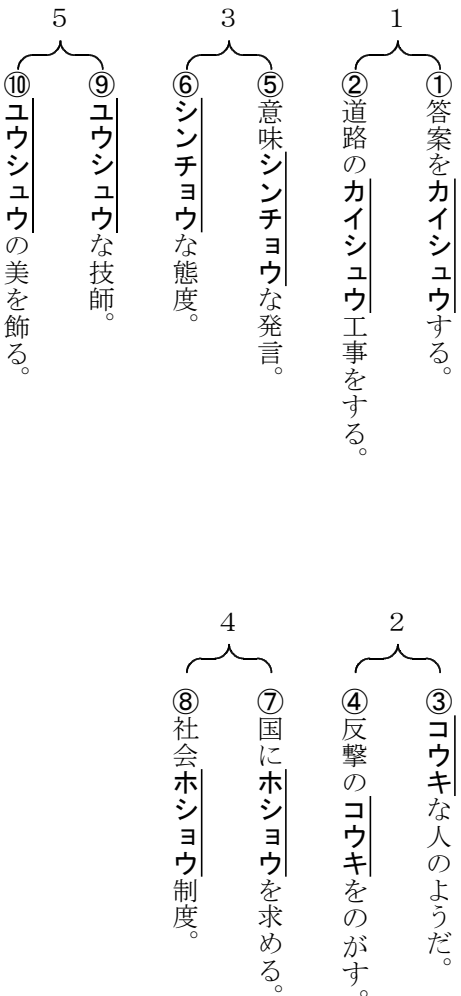 1
①答案をカイシュウする。
②道路のカイシュウ工事をする。
2
③コウキな人のようだ。
④反撃のコウキをのがす。
3
⑤意味シンチョウな発言。
⑥シンチョウな態度。
4
⑦国にホショウを求める。
⑧社会ホショウ制度。
5
⑨ユウシュウな技師。
⑩ユウシュウの美を飾る。